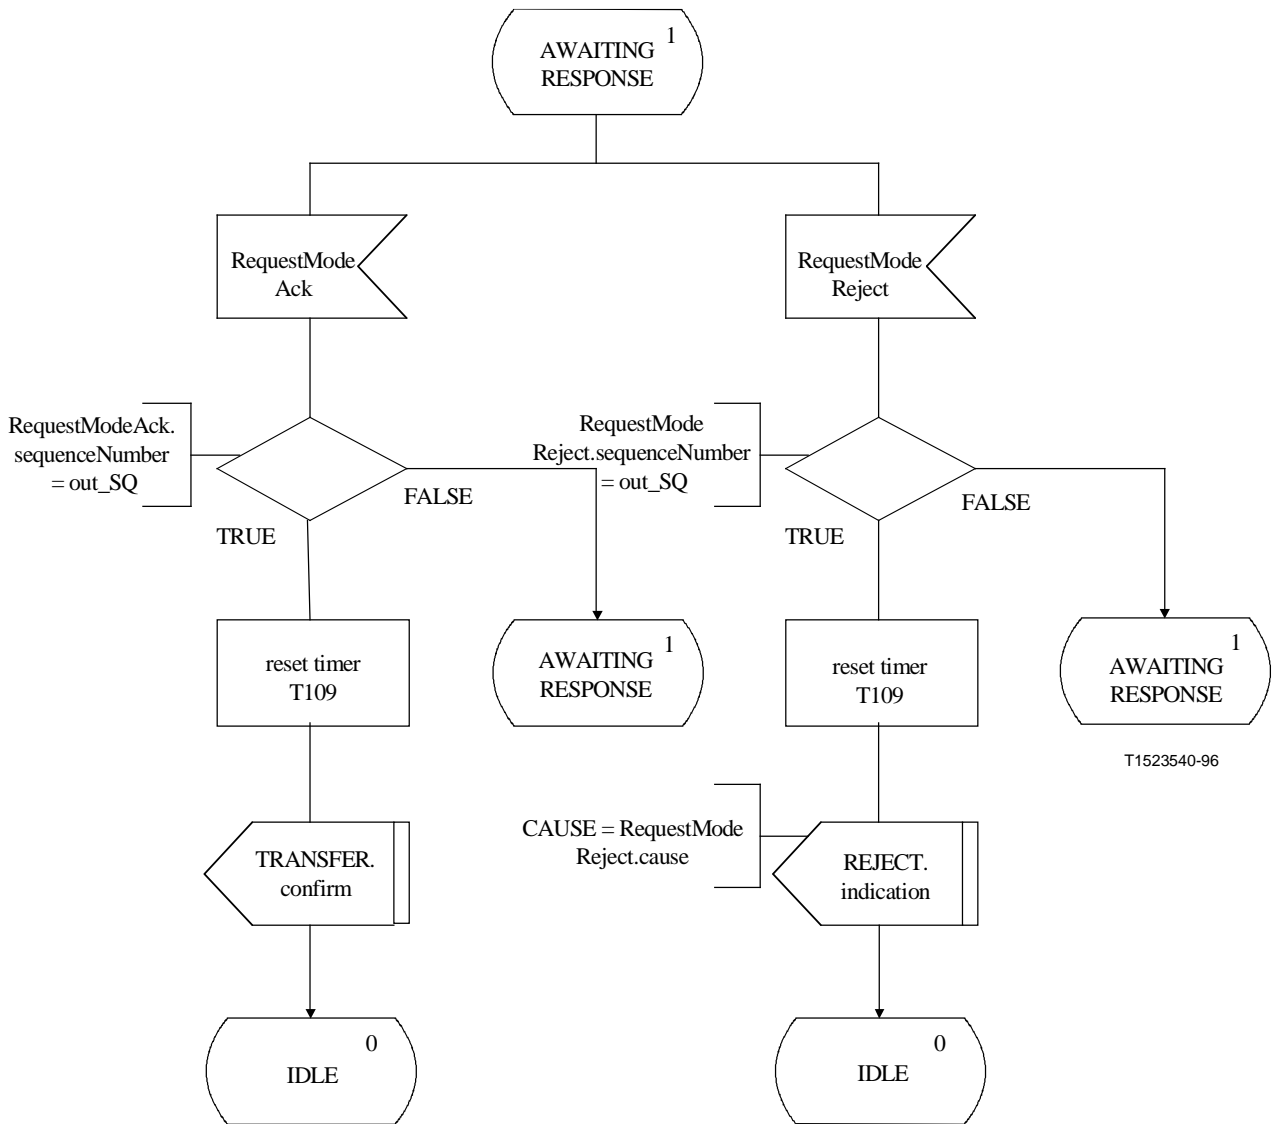 1
AWAITING
RESPONSE
RequestMode
Ack
RequestMode
Reject
RequestModeAck.
sequenceNumber
= out_SQ
FALSE
TRUE
RequestMode
Reject.sequenceNumber
= out_SQ
FALSE
TRUE
reset timer
T109
1
AWAITING
RESPONSE
reset timer
T109
1
AWAITING
RESPONSE
T1523540-96
TRANSFER.
confirm
CAUSE = RequestMode
Reject.cause
REJECT.
indication
0
IDLE
0
IDLE